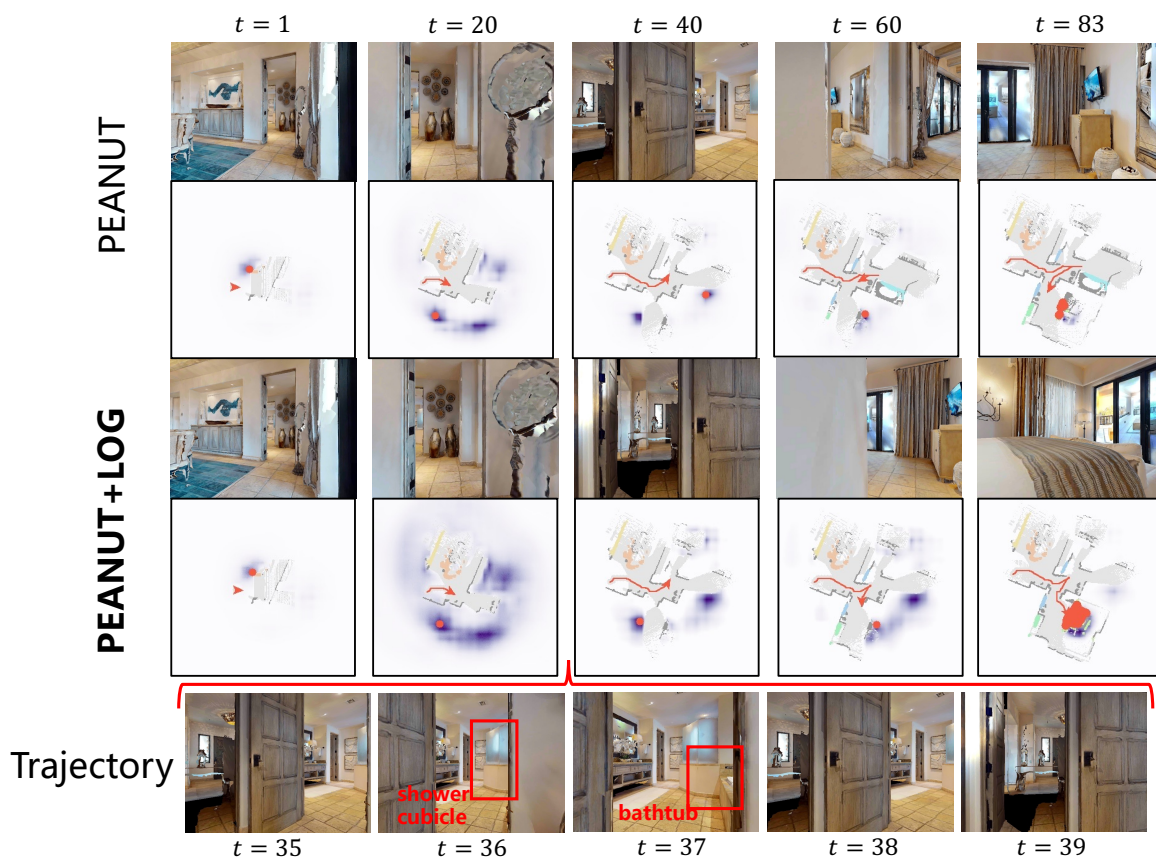 t = 1
t = 20
t = 40
t = 60
t = 83
PEANUT
PEANUT+LOG
Trajectory
shower
cubicle
bathtub
t = 35
t = 36
t = 37
t = 38
t = 39